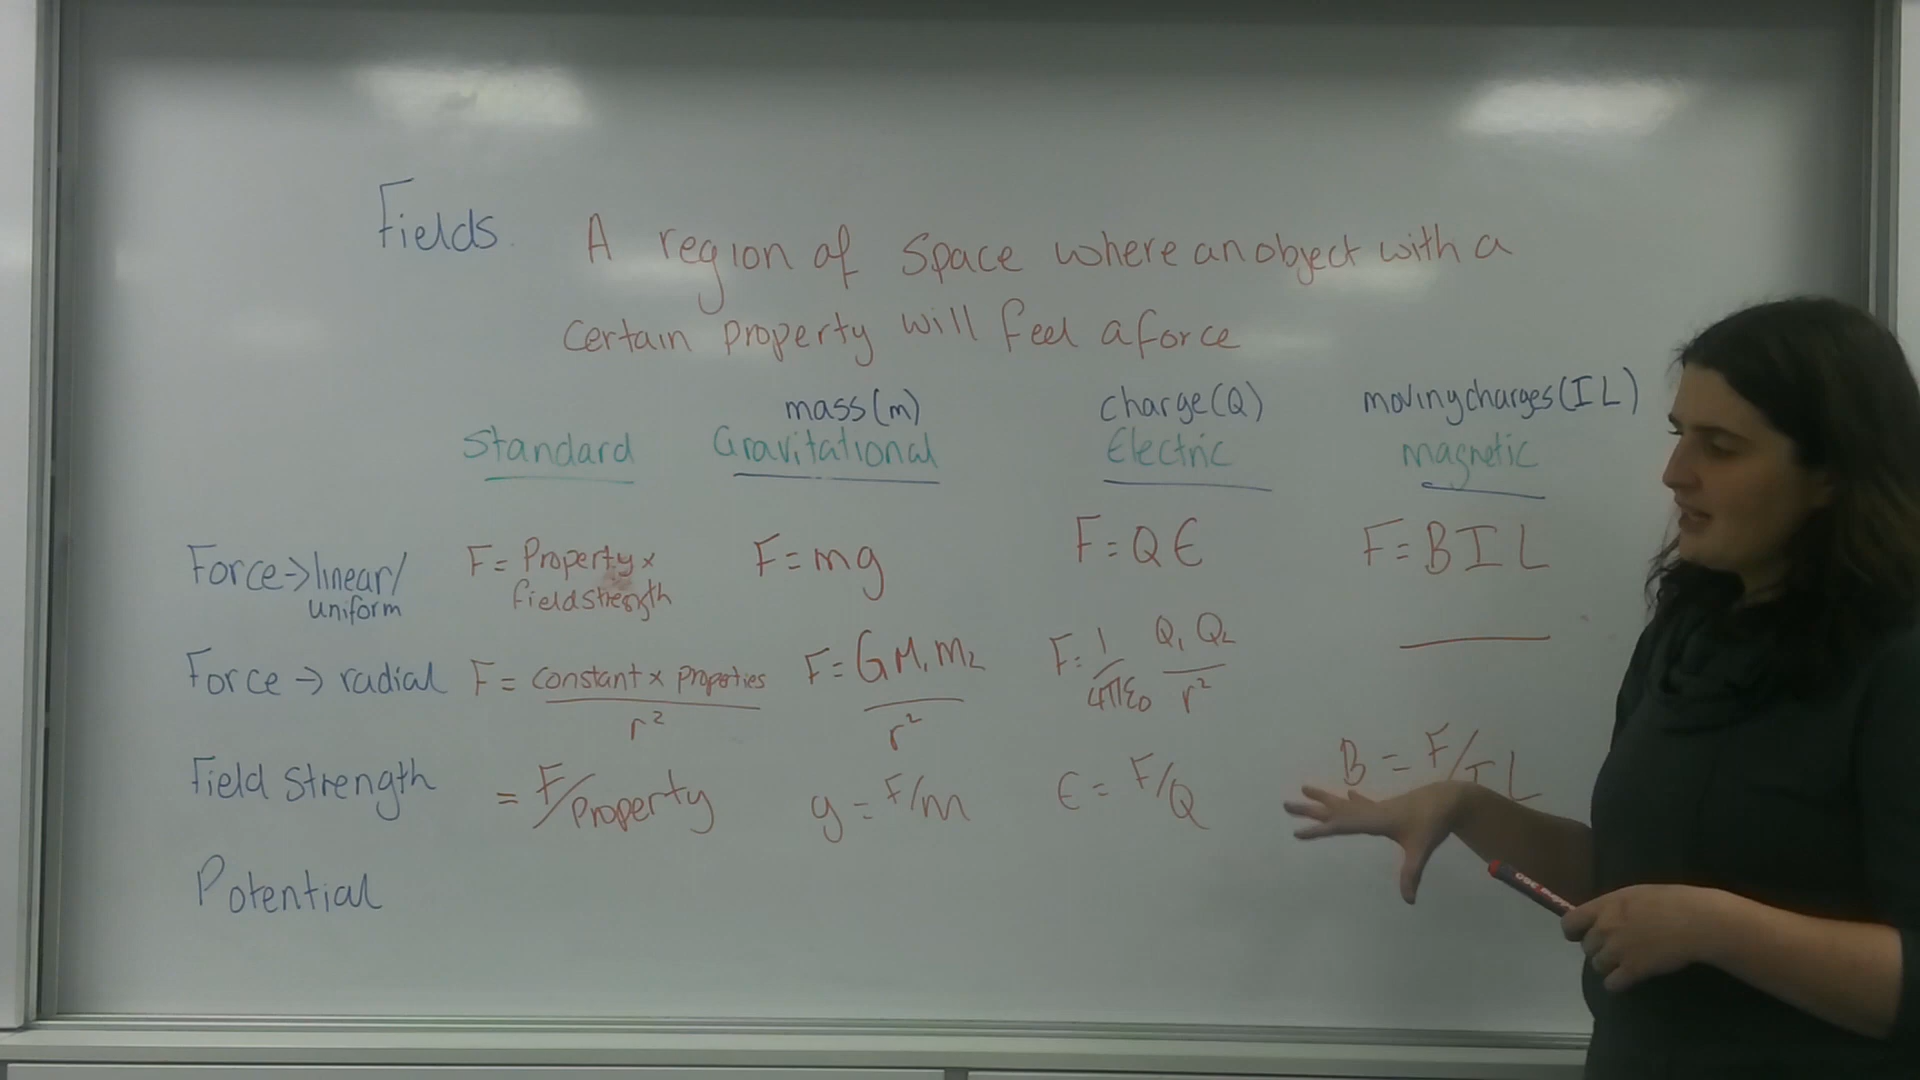 Fields.
A region of space where an object with a
certain property will feel a force
mass (m) charge (Q) moving charges (IL)
Standard Gravitational Electric magnetic
Force → linear/
uniform
F = Property ×
field strength
F = mg
F = Q E
F = B I L
Force → radial
F = constant × propeties
r²
F = G M₁ m₂
r²
F = 1 Q₁ Q₂
4πε₀ r²
Field Strength
= F/Property
g = F/m
E = F/Q
B = F/IL
Potential